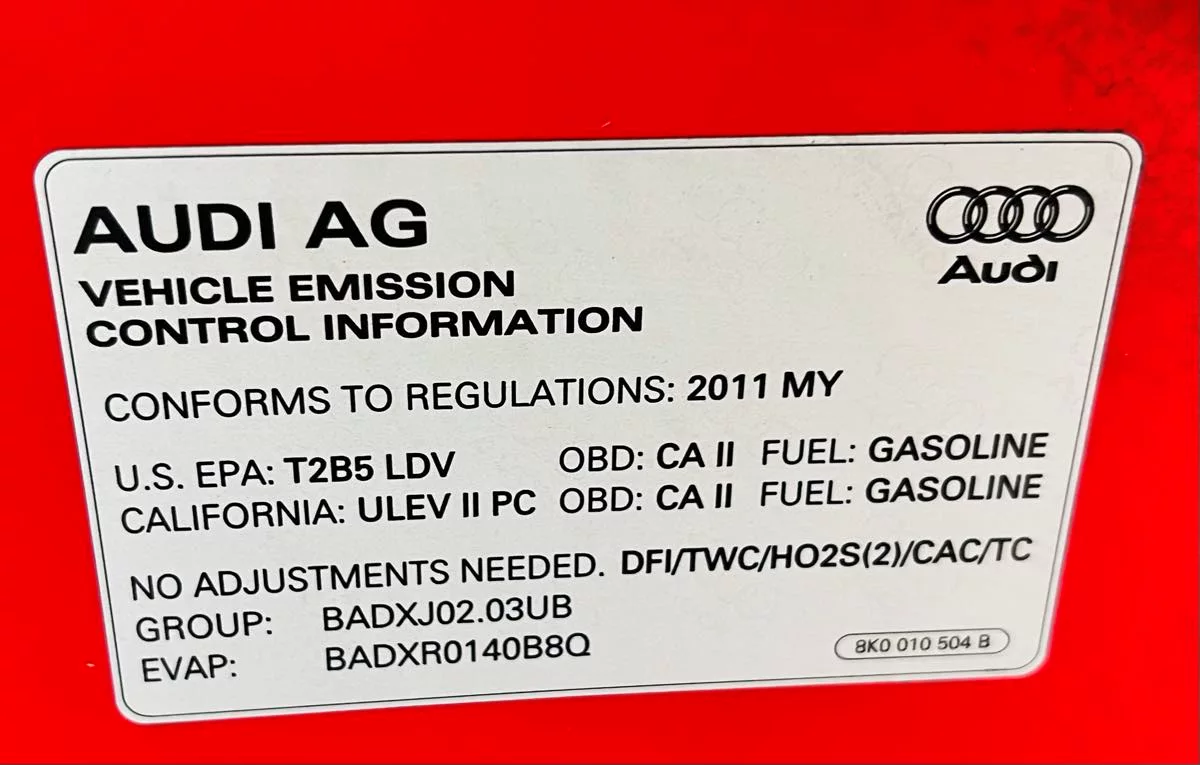 AUDI AG
Audi
VEHICLE EMISSION
CONTROL INFORMATION
CONFORMS TO REGULATIONS: 2011 MY
U.S. EPA: T2B5 LDV OBD: CA II FUEL: GASOLINE
CALIFORNIA: ULEV II PC OBD: CA II FUEL: GASOLINE
NO ADJUSTMENTS NEEDED. DFI/TWC/HO2S(2)/CAC/TC
GROUP: BADXJ02.03UB
EVAP: BADXR0140B8Q
8K0 010 504 B